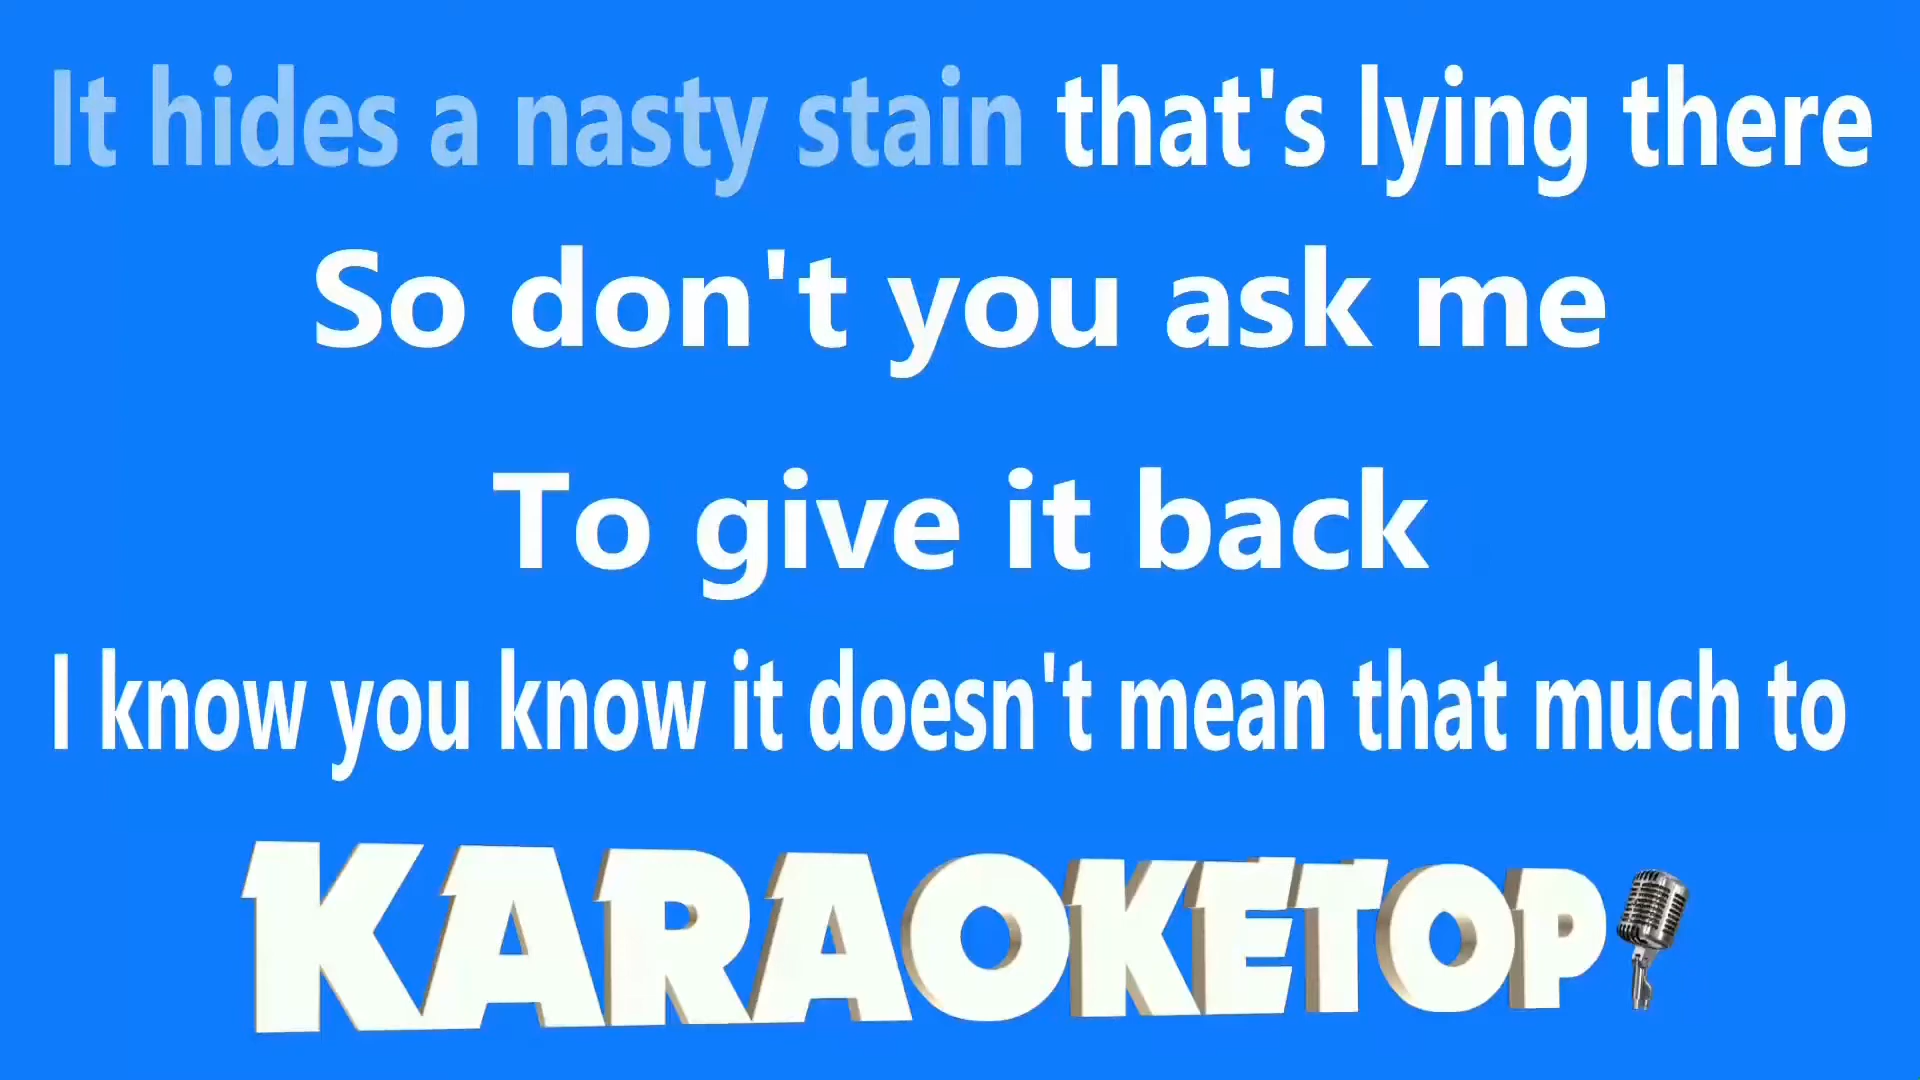 It hides a nasty stain that's lying there
So don't you ask me
To give it back
I know you know it doesn't mean that much to
KARAOKETOP